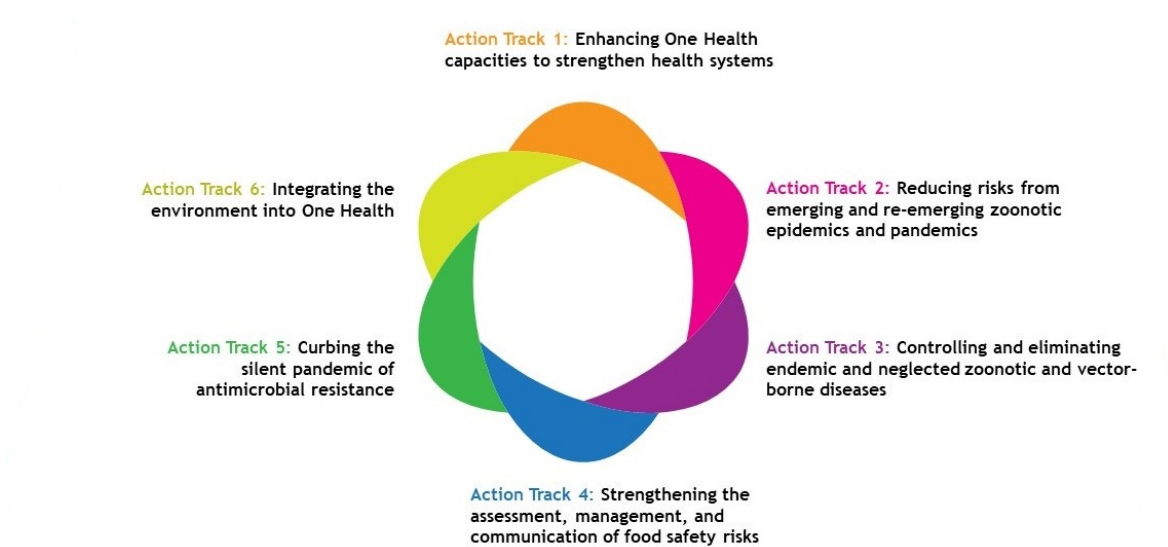 Action Track 1: Enhancing One Health
capacities to strengthen health systems
Action Track 6: Integrating the
environment into One Health
Action Track 2: Reducing risks from
emerging and re-emerging zoonotic
epidemics and pandemics
Action Track 5: Curbing the
silent pandemic of
antimicrobial resistance
Action Track 3: Controlling and eliminating
endemic and neglected zoonotic and vector-
borne diseases
Action Track 4: Strengthening the
assessment, management, and
communication of food safety risks